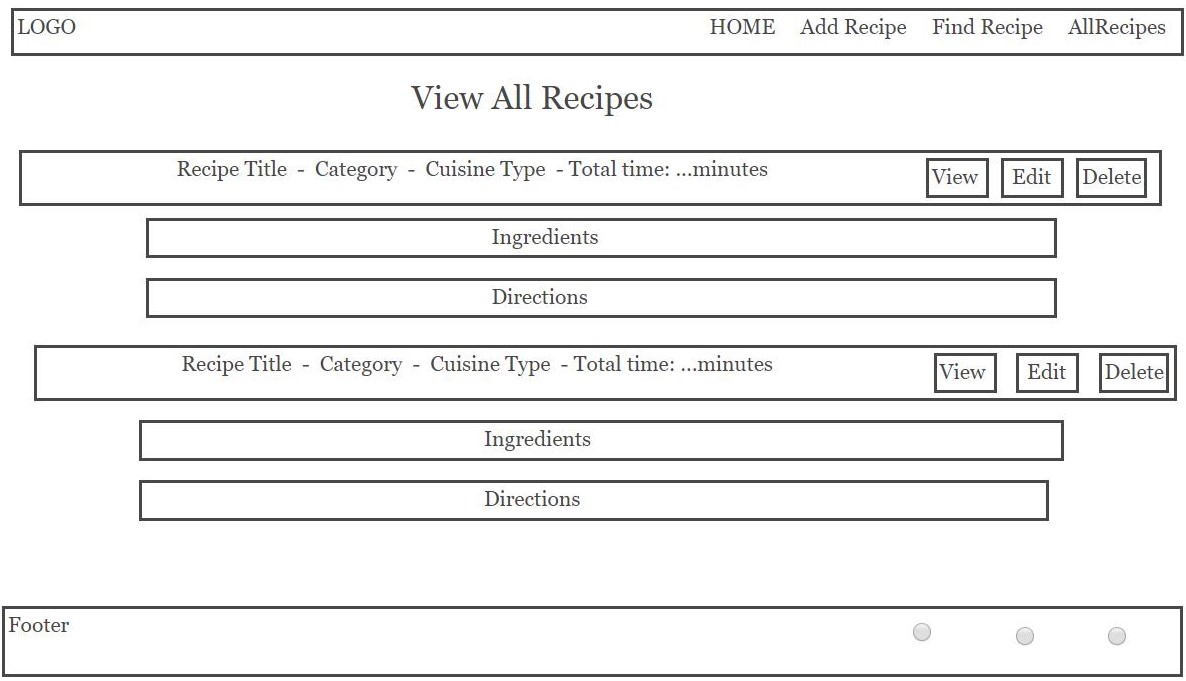 LOGO HOME Add Recipe Find Recipe AllRecipes
View All Recipes
Recipe Title - Category - Cuisine Type - Total time: ...minutes View Edit Delete
Ingredients
Directions
Recipe Title - Category - Cuisine Type - Total time: ...minutes View Edit Delete
Ingredients
Directions
Footer